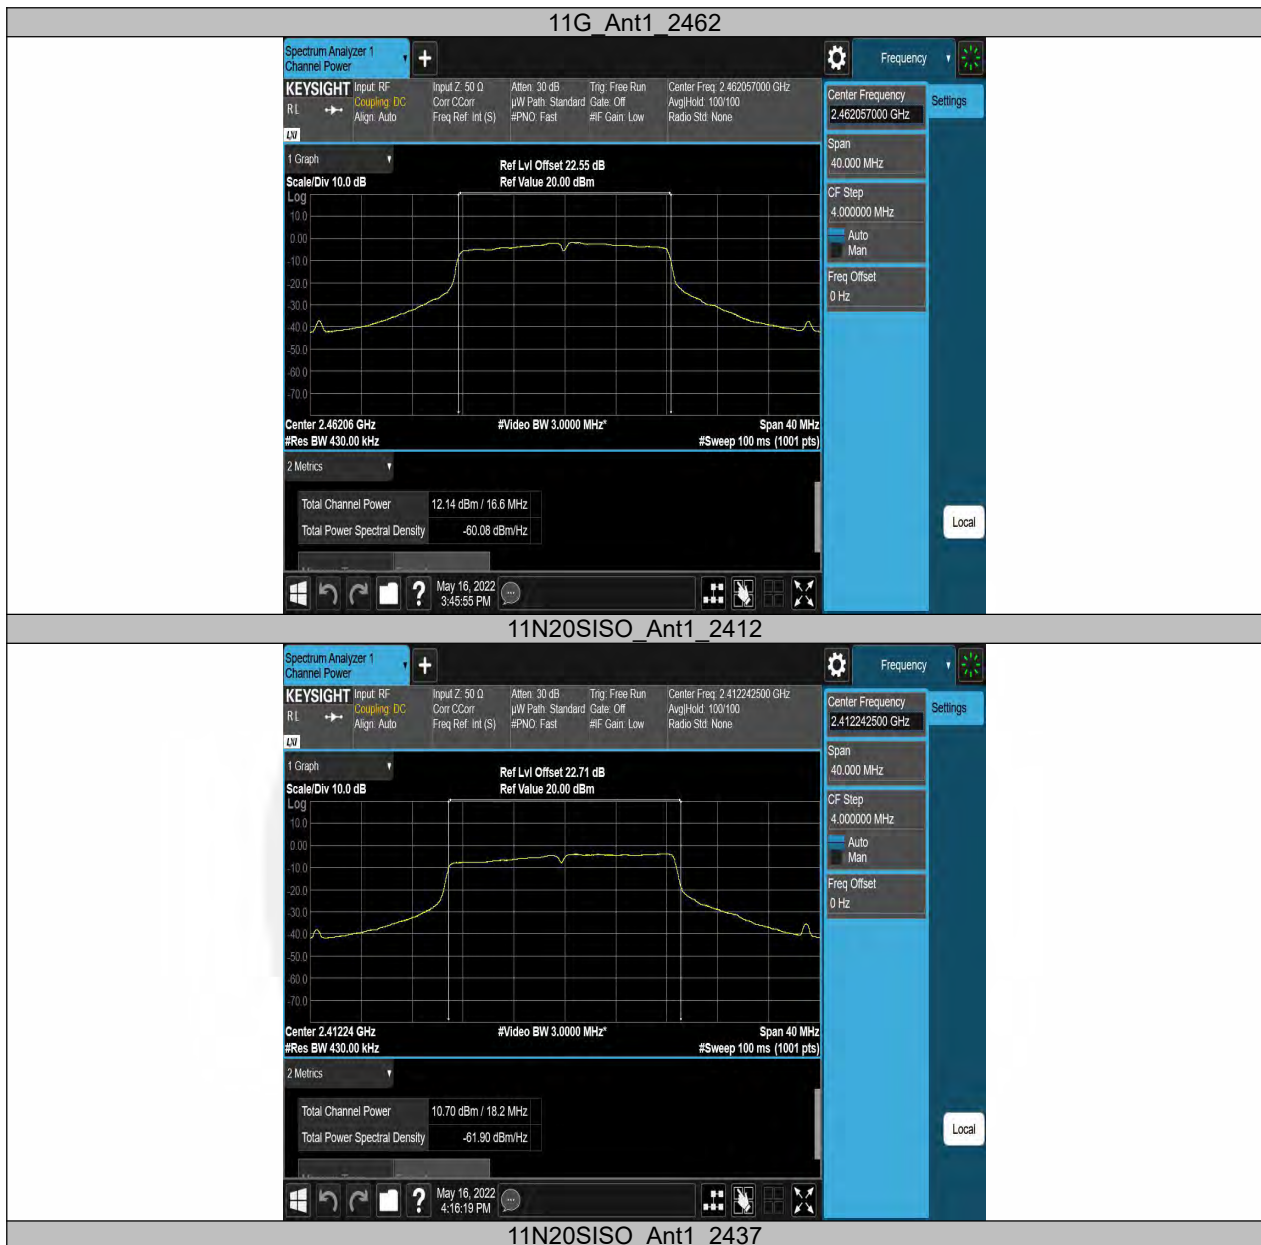 11G_Ant1_2462
Spectrum Analyzer 1
Channel Power
Frequency
KEYSIGHT
RL
LXI
Input: RF
Coupling: DC
Align: Auto
Input Z: 50 Ω
Corr CCorr
Freq Ref: Int (S)
Atten: 30 dB
µW Path: Standard
#PNO: Fast
Trig: Free Run
Gate: Off
#IF Gain: Low
Center Freq: 2.462057000 GHz
Avg|Hold: 100/100
Radio Std: None
Center Frequency
2.462057000 GHz
Settings
Span
40.000 MHz
CF Step
4.000000 MHz
Auto
Man
Freq Offset
0 Hz
1 Graph
Scale/Div 10.0 dB
Ref Lvl Offset 22.55 dB
Ref Value 20.00 dBm
Log
10.0
0.00
-10.0
-20.0
-30.0
-40.0
-50.0
-60.0
-70.0
Center 2.46206 GHz
#Video BW 3.0000 MHz*
Span 40 MHz
#Res BW 430.00 kHz
#Sweep 100 ms (1001 pts)
2 Metrics
Total Channel Power 12.14 dBm / 16.6 MHz
Total Power Spectral Density -60.08 dBm/Hz
Local
May 16, 2022
3:45:55 PM
11N20SISO_Ant1_2412
Spectrum Analyzer 1
Channel Power
Frequency
KEYSIGHT
RL
LXI
Input: RF
Coupling: DC
Align: Auto
Input Z: 50 Ω
Corr CCorr
Freq Ref: Int (S)
Atten: 30 dB
µW Path: Standard
#PNO: Fast
Trig: Free Run
Gate: Off
#IF Gain: Low
Center Freq: 2.412242500 GHz
Avg|Hold: 100/100
Radio Std: None
Center Frequency
2.412242500 GHz
Settings
Span
40.000 MHz
CF Step
4.000000 MHz
Auto
Man
Freq Offset
0 Hz
1 Graph
Scale/Div 10.0 dB
Ref Lvl Offset 22.71 dB
Ref Value 20.00 dBm
Log
10.0
0.00
-10.0
-20.0
-30.0
-40.0
-50.0
-60.0
-70.0
Center 2.41224 GHz
#Video BW 3.0000 MHz*
Span 40 MHz
#Res BW 430.00 kHz
#Sweep 100 ms (1001 pts)
2 Metrics
Total Channel Power 10.70 dBm / 18.2 MHz
Total Power Spectral Density -61.90 dBm/Hz
Local
May 16, 2022
4:16:19 PM
11N20SISO_Ant1_2437